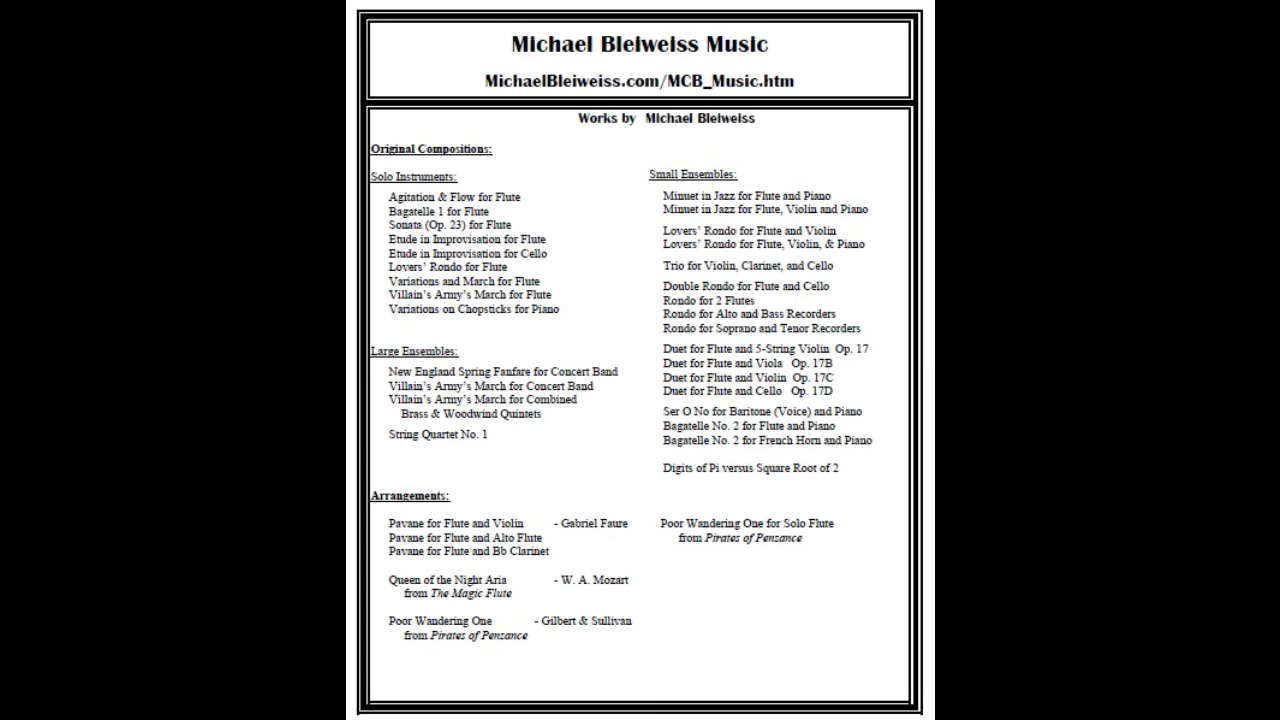 Michael Bleiweiss Music
MichaelBleiweiss.com/MCB_Music.htm
Works by Michael Bleiweiss
Original Compositions:
Solo Instruments:
Agitation & Flow for Flute
Bagatelle 1 for Flute
Sonata (Op. 23) for Flute
Etude in Improvisation for Flute
Etude in Improvisation for Cello
Lovers' Rondo for Flute
Variations and March for Flute
Villain's Army's March for Flute
Variations on Chopsticks for Piano
Large Ensembles:
New England Spring Fanfare for Concert Band
Villain's Army's March for Concert Band
Villain's Army's March for Combined
Brass & Woodwind Quintets
String Quartet No. 1
Small Ensembles:
Minuet in Jazz for Flute and Piano
Minuet in Jazz for Flute, Violin and Piano
Lovers' Rondo for Flute and Violin
Lovers' Rondo for Flute, Violin, & Piano
Trio for Violin, Clarinet, and Cello
Double Rondo for Flute and Cello
Rondo for 2 Flutes
Rondo for Alto and Bass Recorders
Rondo for Soprano and Tenor Recorders
Duet for Flute and 5-String Violin Op. 17
Duet for Flute and Viola Op. 17B
Duet for Flute and Violin Op. 17C
Duet for Flute and Cello Op. 17D
Ser O No for Baritone (Voice) and Piano
Bagatelle No. 2 for Flute and Piano
Bagatelle No. 2 for French Horn and Piano
Digits of Pi versus Square Root of 2
Arrangements:
Pavane for Flute and Violin - Gabriel Faure
Pavane for Flute and Alto Flute
Pavane for Flute and Bb Clarinet
Queen of the Night Aria - W. A. Mozart
from The Magic Flute
Poor Wandering One - Gilbert & Sullivan
from Pirates of Penzance
Poor Wandering One for Solo Flute
from Pirates of Penzance